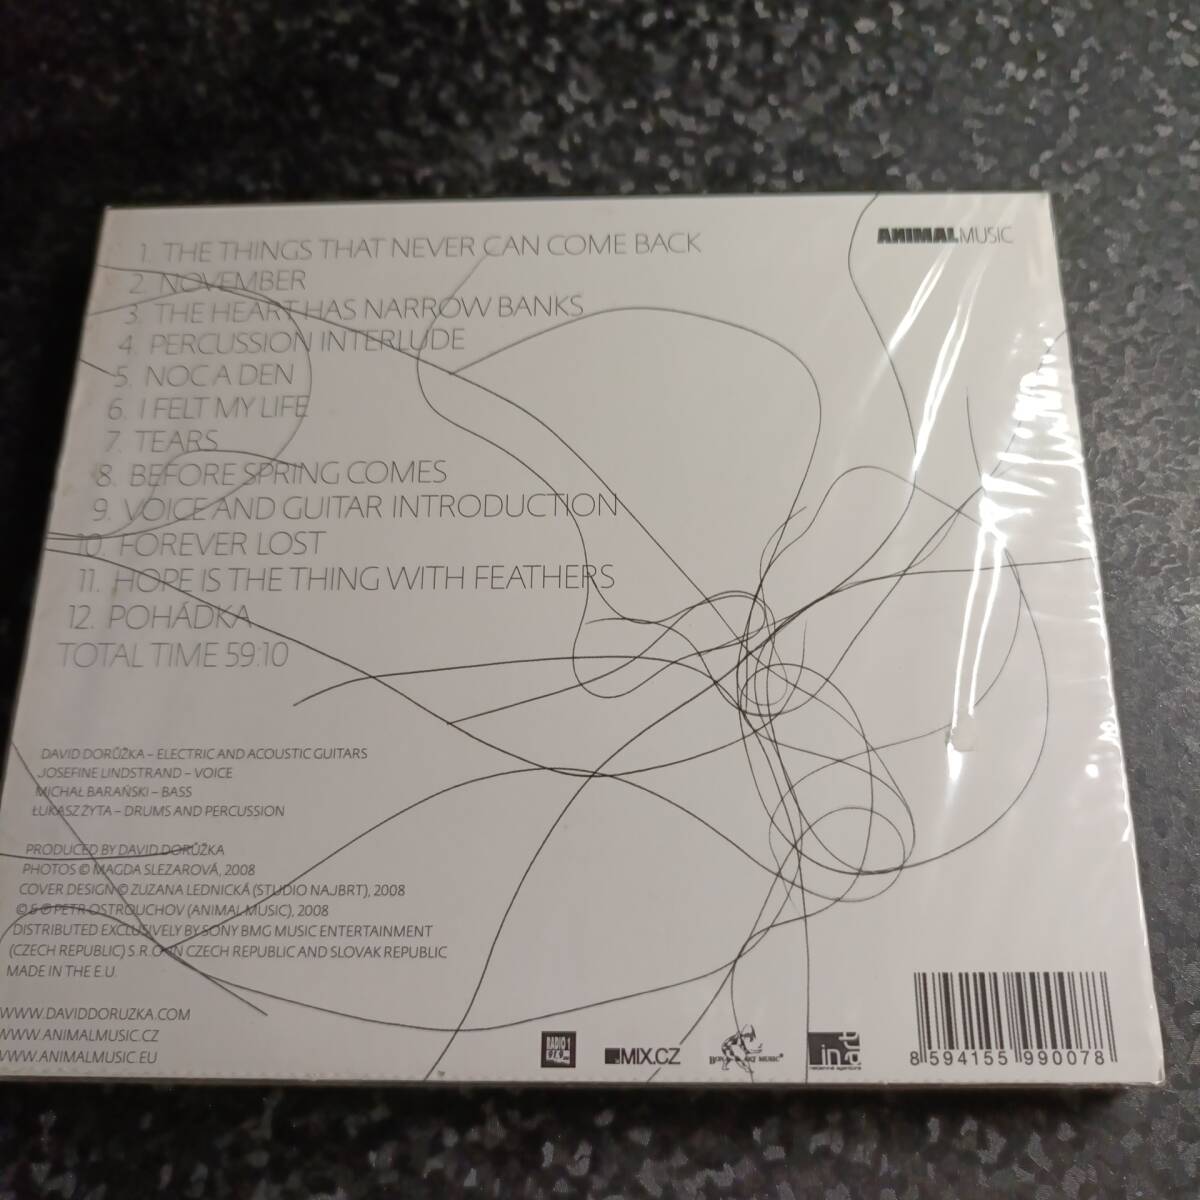 ANIMALMUSIC
1. THE THINGS THAT NEVER CAN COME BACK
2. NOVEMBER
3. THE HEART HAS NARROW BANKS
4. PERCUSSION INTERLUDE
5. NOC A DEN
6. I FELT MY LIFE
7. TEARS
8. BEFORE SPRING COMES
9. VOICE AND GUITAR INTRODUCTION
10. FOREVER LOST
11. HOPE IS THE THING WITH FEATHERS
12. POHÁDKA
TOTAL TIME 59:10
DAVID DORŮŽKA – ELECTRIC AND ACOUSTIC GUITARS
JOSEFINE LINDSTRAND – VOICE
MICHAŁ BARAŃSKI – BASS
ŁUKASZ ŻYTA – DRUMS AND PERCUSSION
PRODUCED BY DAVID DORŮŽKA
PHOTOS © MAGDA SLEZAROVÁ, 2008
COVER DESIGN © ZUZANA LEDNICKÁ (STUDIO NAJBRT), 2008
© & ℗ PETR OSTROUCHOV (ANIMAL MUSIC), 2008
DISTRIBUTED EXCLUSIVELY BY SONY BMG MUSIC ENTERTAINMENT
(CZECH REPUBLIC) S.R.O. IN CZECH REPUBLIC AND SLOVAK REPUBLIC
MADE IN THE E.U.
WWW.DAVIDDORUZKA.COM
WWW.ANIMALMUSIC.CZ
WWW.ANIMALMUSIC.EU
RADIO 1
MIX.CZ
8 594155 990078